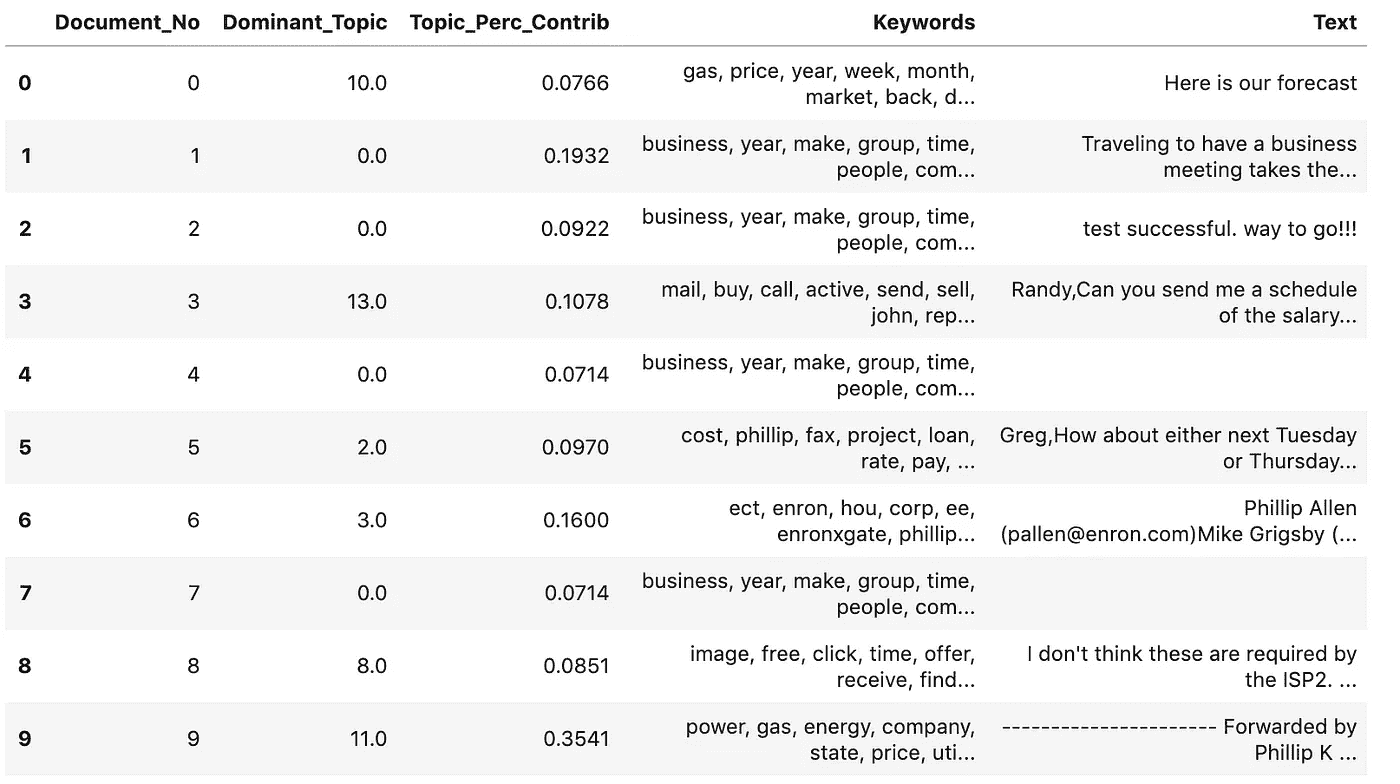 Document_No Dominant_Topic Topic_Perc_Contrib Keywords Text
0 0 10.0 0.0766 gas, price, year, week, month,
market, back, d... Here is our forecast
1 1 0.0 0.1932 business, year, make, group, time,
people, com... Traveling to have a business
meeting takes the...
2 2 0.0 0.0922 business, year, make, group, time,
people, com... test successful. way to go!!!
3 3 13.0 0.1078 mail, buy, call, active, send, sell,
john, rep... Randy,Can you send me a schedule
of the salary...
4 4 0.0 0.0714 business, year, make, group, time,
people, com...
5 5 2.0 0.0970 cost, phillip, fax, project, loan,
rate, pay, ... Greg,How about either next Tuesday
or Thursday...
6 6 3.0 0.1600 ect, enron, hou, corp, ee,
enronxgate, phillip... Phillip Allen
(pallen@enron.com)Mike Grigsby (...
7 7 0.0 0.0714 business, year, make, group, time,
people, com...
8 8 8.0 0.0851 image, free, click, time, offer,
receive, find... I don't think these are required by
the ISP2. ...
9 9 11.0 0.3541 power, gas, energy, company,
state, price, uti... ---------------------- Forwarded by
Phillip K ...